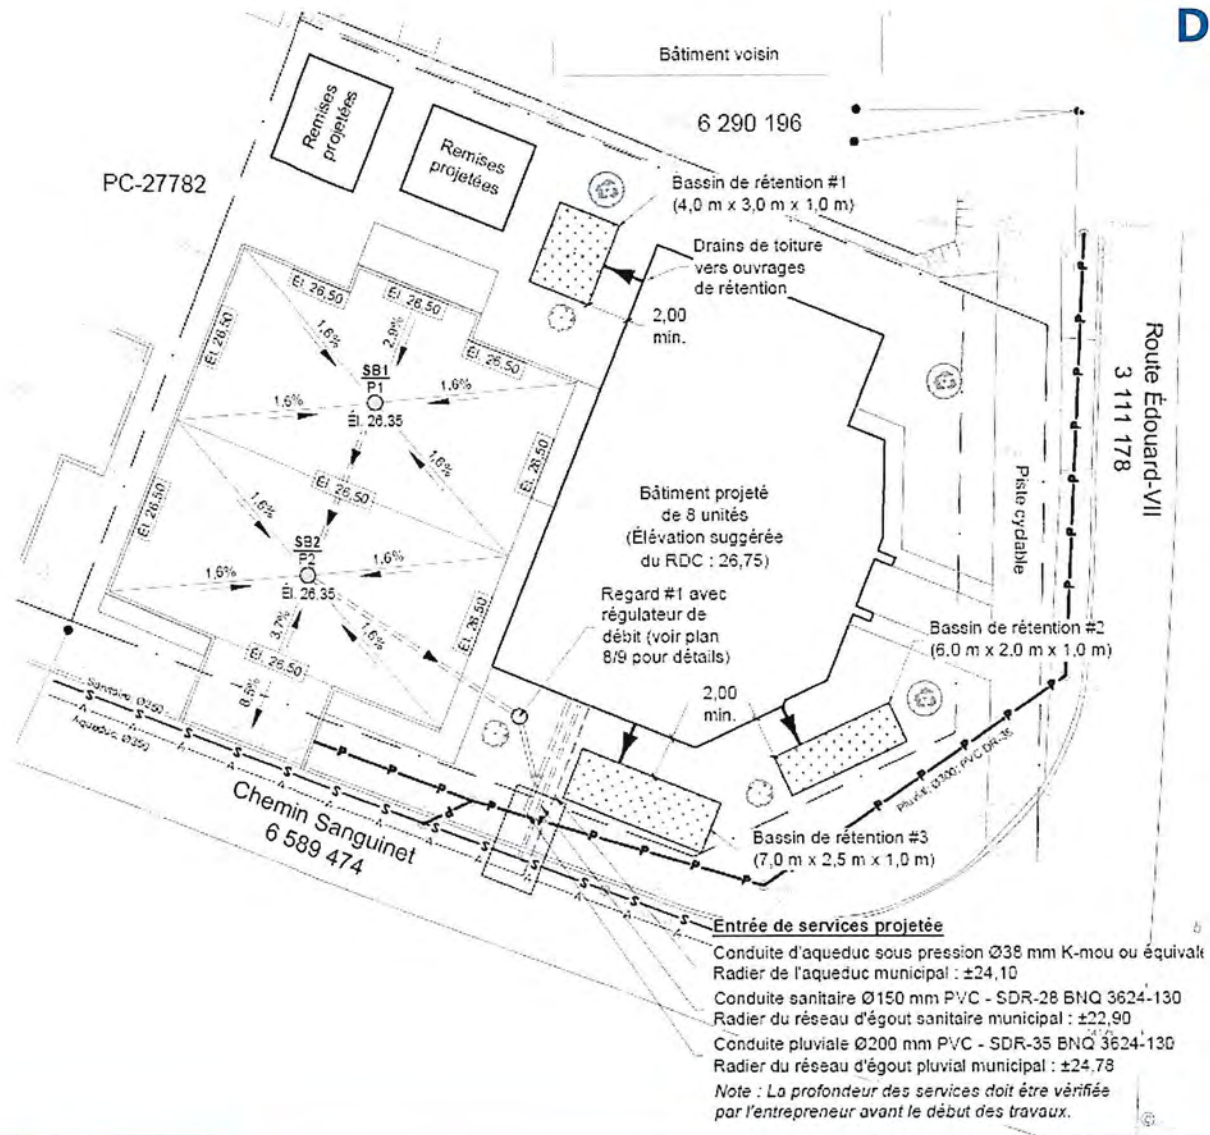 D
Bâtiment voisin
6 290 196
Remises
projetées
Remises
projetées
PC-27782
Bassin de rétention #1
(4,0 m x 3,0 m x 1,0 m)
Drains de toiture
vers ouvrages
de rétention
2,00
min.
Él. 26,50
Él. 26,50
Él. 26,50
Él. 26,50
1,6%
2,9%
SB1
P1
Él. 26,35
1,6%
1,6%
1,6%
Él. 26,50
Él. 26,50
Él. 26,50
1,6%
SB2
P2
Él. 26,35
1,6%
1,6%
1,6%
3,7%
Él. 26,50
Él. 26,50
8,5%
Bâtiment projeté
de 8 unités
(Élévation suggérée
du RDC : 26,75)
Regard #1 avec
régulateur de
débit (voir plan
8/9 pour détails)
2,00
min.
Route Édouard-VII
3 111 178
Piste cyclable
P P P P P P P
Bassin de rétention #2
(6,0 m x 2,0 m x 1,0 m)
Pluvial, Ø300, PVC DR-35
P P P P P
Sanitaire, Ø250
Aqueduc, Ø350
S S S S S S S S S S S S S
P P P P P P P P P
Chemin Sanguinet
6 589 474
Bassin de rétention #3
(7,0 m x 2,5 m x 1,0 m)
Entrée de services projetée
Conduite d'aqueduc sous pression Ø38 mm K-mou ou équivale
Radier de l'aqueduc municipal : ±24,10
Conduite sanitaire Ø150 mm PVC - SDR-28 BNQ 3624-130
Radier du réseau d'égout sanitaire municipal : ±22,90
Conduite pluviale Ø200 mm PVC - SDR-35 BNQ 3624-130
Radier du réseau d'égout pluvial municipal : ±24,78
Note : La profondeur des services doit être vérifiée
par l'entrepreneur avant le début des travaux.